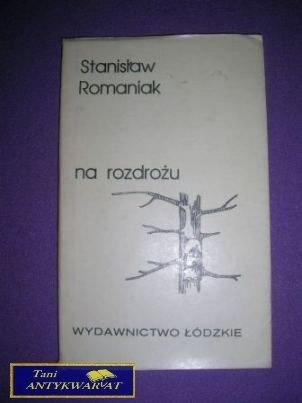 Stanisław
Romaniak
na rozdrożu
WYDAWNICTWO ŁÓDZKIE
Tani
ANTYKWARIAT